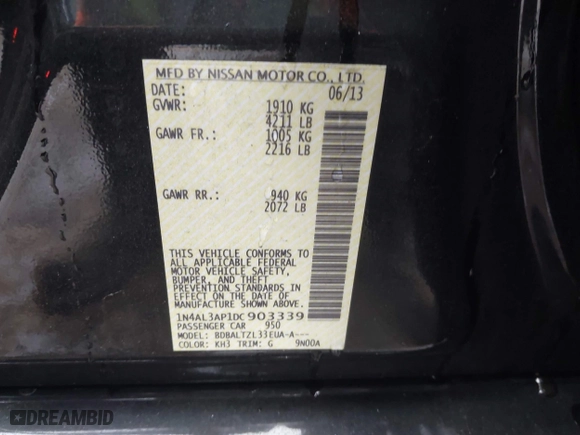 MFD BY NISSAN MOTOR CO., LTD.
DATE: 06/13
GVWR: 1910 KG
4211 LB
GAWR FR.: 1005 KG
2216 LB
GAWR RR.: 940 KG
2072 LB
THIS VEHICLE CONFORMS TO
ALL APPLICABLE FEDERAL
MOTOR VEHICLE SAFETY,
BUMPER, AND THEFT
PREVENTION STANDARDS IN
EFFECT ON THE DATE OF
MANUFACTURE SHOWN ABOVE.
1N4AL3AP1DC903339
PASSENGER CAR 950
MODEL: BDBALTZL33EUA-A---
COLOR: KH3 TRIM: G 9N00A
DREAMBID